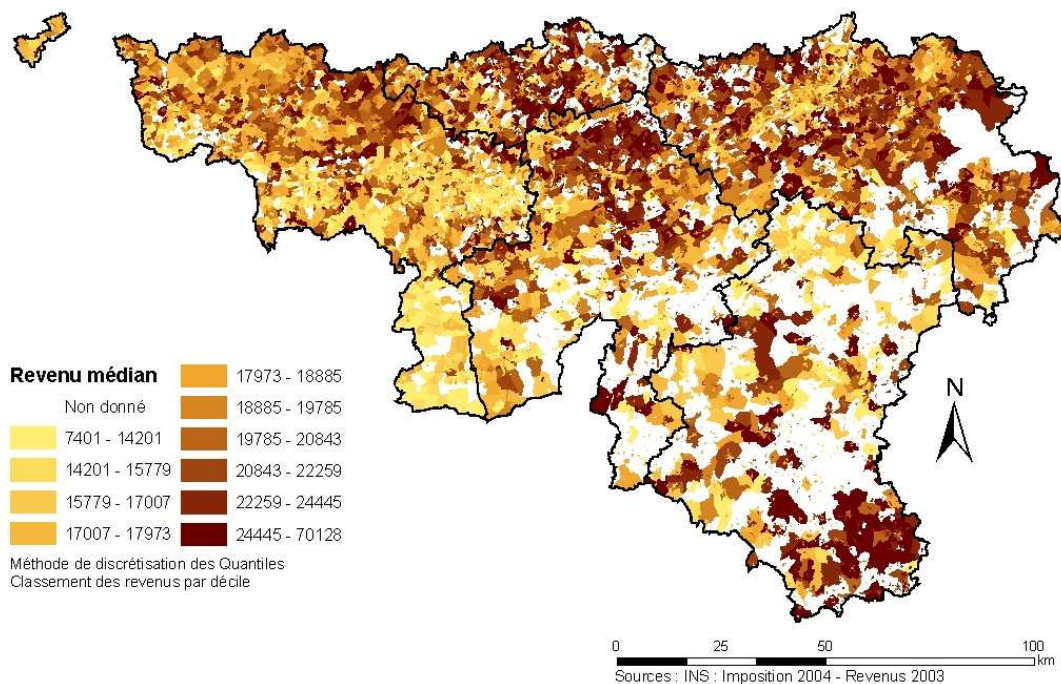 Revenu médian
Non donné
7401 - 14201
14201 - 15779
15779 - 17007
17007 - 17973
17973 - 18885
18885 - 19785
19785 - 20843
20843 - 22259
22259 - 24445
24445 - 70128
Méthode de discrétisation des Quantiles
Classement des revenus par décile
N
0 25 50 100
km
Sources : INS : Imposition 2004 - Revenus 2003